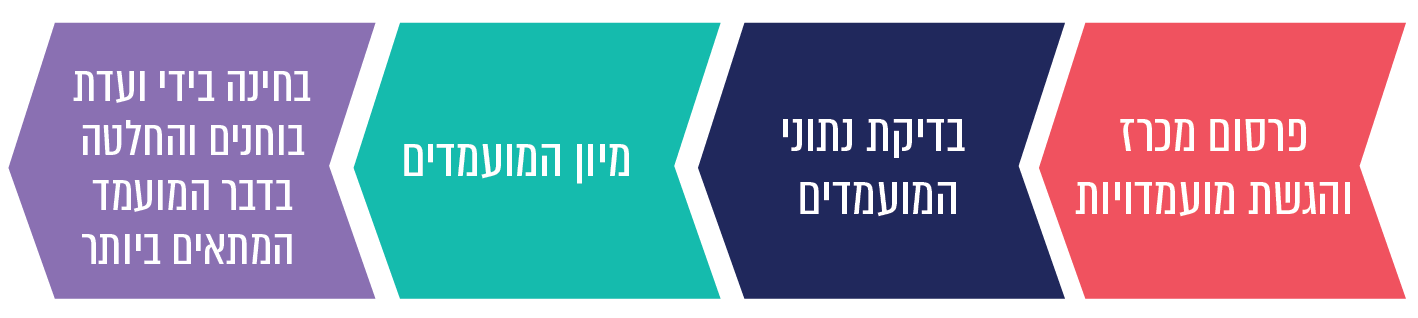 פרסום מכרז
והגשת מועמדויות
בדיקת נתוני
המועמדים
מיון המועמדים
בחינה בידי ועדת
בוחנים והחלטה
בדבר המועמד
המתאים ביותר